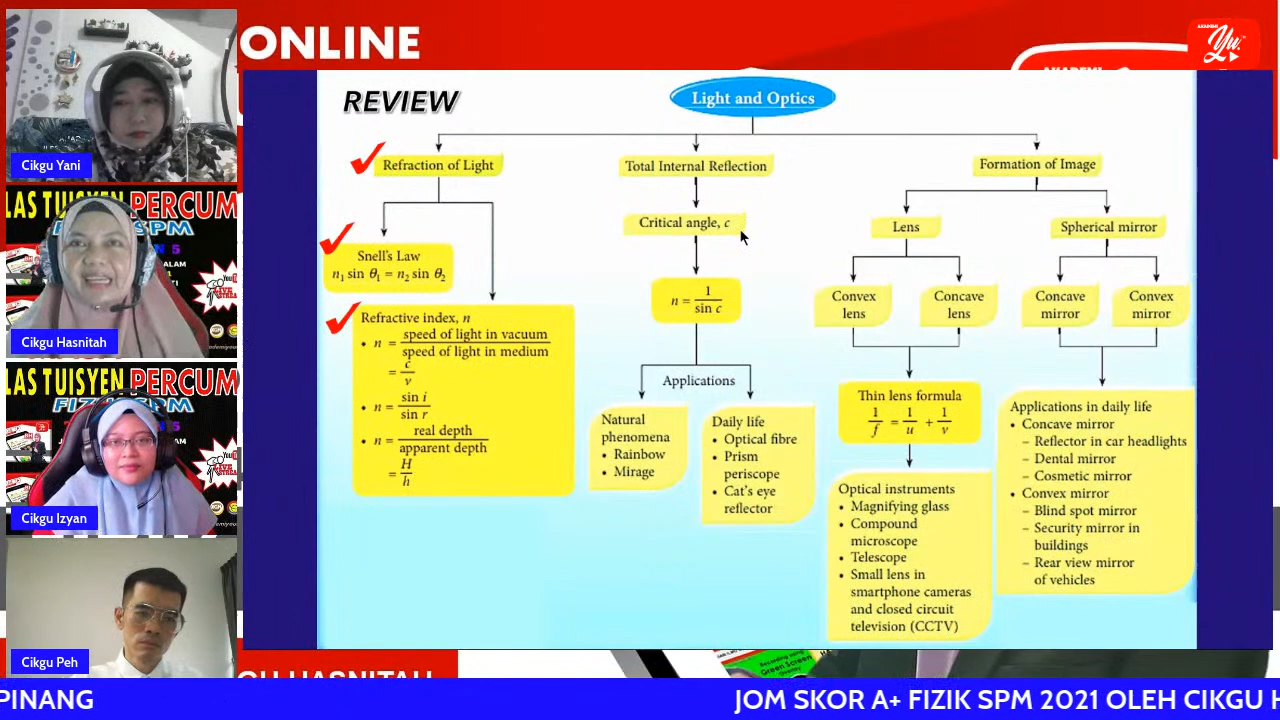 ONLINE
AKADEMI
Yu.
AKADEMI
Cikgu Yani
LAS TUISYEN PERCUM
Cikgu Hasnitah
LAS TUISYEN PERCUM
FIZIK SPM
Cikgu Izyan
Cikgu Peh
REVIEW
Light and Optics
Refraction of Light
Snell's Law
n₁ sin θ₁ = n₂ sin θ₂
Refractive index, n
• n = speed of light in vacuum / speed of light in medium
= c / v
• n = sin i / sin r
• n = real depth / apparent depth
= H / h
Total Internal Reflection
Critical angle, c
n = 1 / sin c
Applications
Natural
phenomena
• Rainbow
• Mirage
Daily life
• Optical fibre
• Prism
periscope
• Cat's eye
reflector
Formation of Image
Lens
Convex
lens
Concave
lens
Thin lens formula
1/f = 1/u + 1/v
Optical instruments
• Magnifying glass
• Compound
microscope
• Telescope
• Small lens in
smartphone cameras
and closed circuit
television (CCTV)
Spherical mirror
Concave
mirror
Convex
mirror
Applications in daily life
• Concave mirror
– Reflector in car headlights
– Dental mirror
– Cosmetic mirror
• Convex mirror
– Blind spot mirror
– Security mirror in
buildings
– Rear view mirror
of vehicles
Green Screen
PINANG
JOM SKOR A+ FIZIK SPM 2021 OLEH CIKGU H